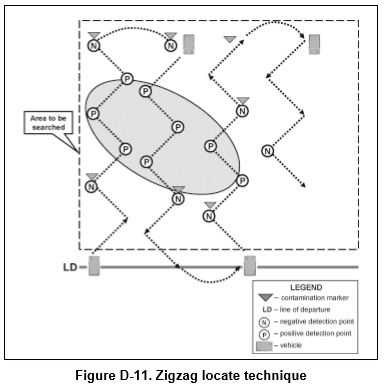 N
N
P
P
N
Area to be
searched
P
P
P
P
N
P
P
N
N
N
LD
LEGEND
– contamination marker
LD – line of departure
N – negative detection point
P – positive detection point
– vehicle
Figure D-11. Zigzag locate technique